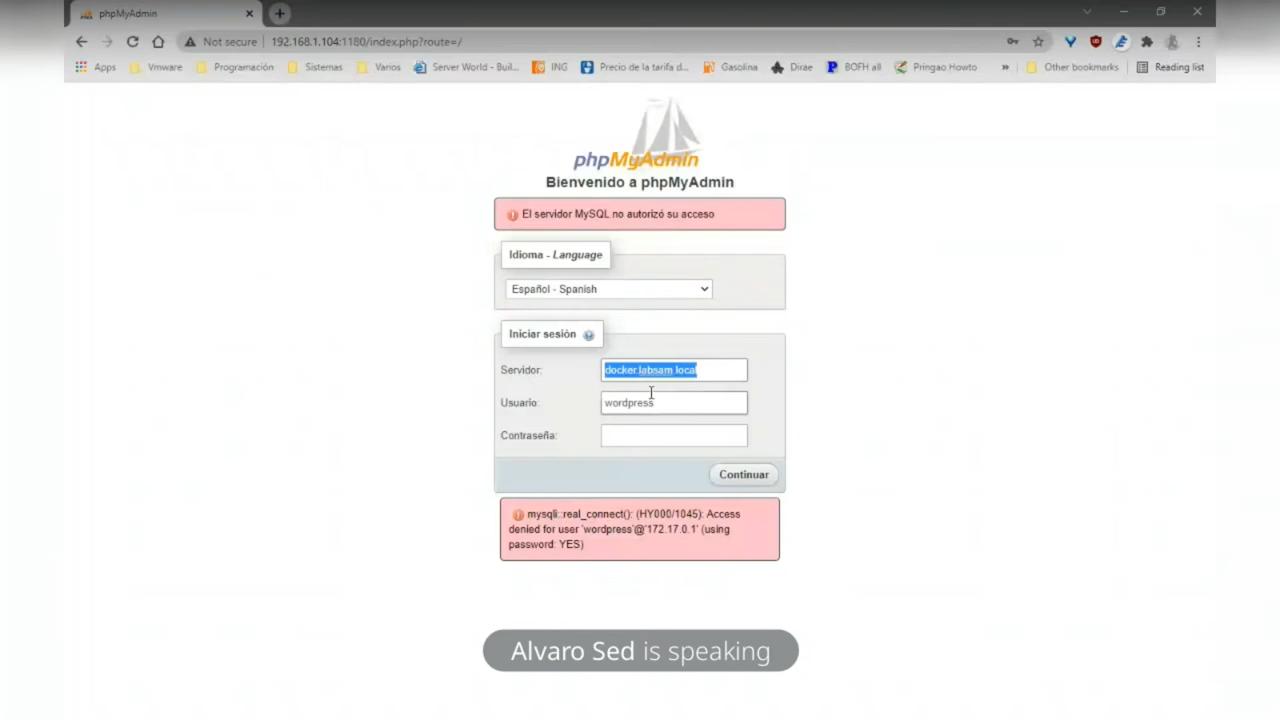 phpMyAdmin
Not secure 192.168.1.104:1180/index.php?route=/
Apps Vmware Programación Sistemas Varios Server World - Buil... ING Precio de la tarifa d... Gasolina Dirae BOFH all Pringao Howto » Other bookmarks Reading list
phpMyAdmin
Bienvenido a phpMyAdmin
El servidor MySQL no autorizó su acceso
Idioma - Language
Español - Spanish
Iniciar sesión
Servidor: docker.labsam.local
Usuario: wordpress
Contraseña:
Continuar
mysqli::real_connect(): (HY000/1045): Access
denied for user 'wordpress'@'172.17.0.1' (using
password: YES)
Alvaro Sed is speaking